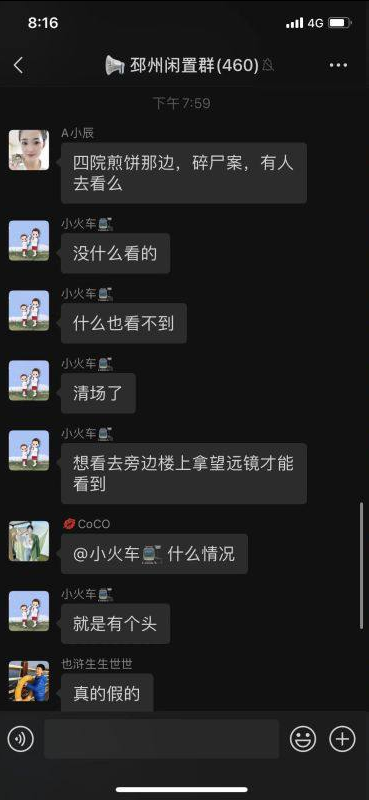 8:16
4G
邳州闲置群(460)
下午 7:59
A小辰
四院煎饼那边，碎尸案，有人
去看么
小火车
没什么看的
小火车
什么也看不到
小火车
清场了
小火车
想看去旁边楼上拿望远镜才能
看到
CoCO
@小火车 什么情况
小火车
就是有个头
也浒生生世世
真的假的